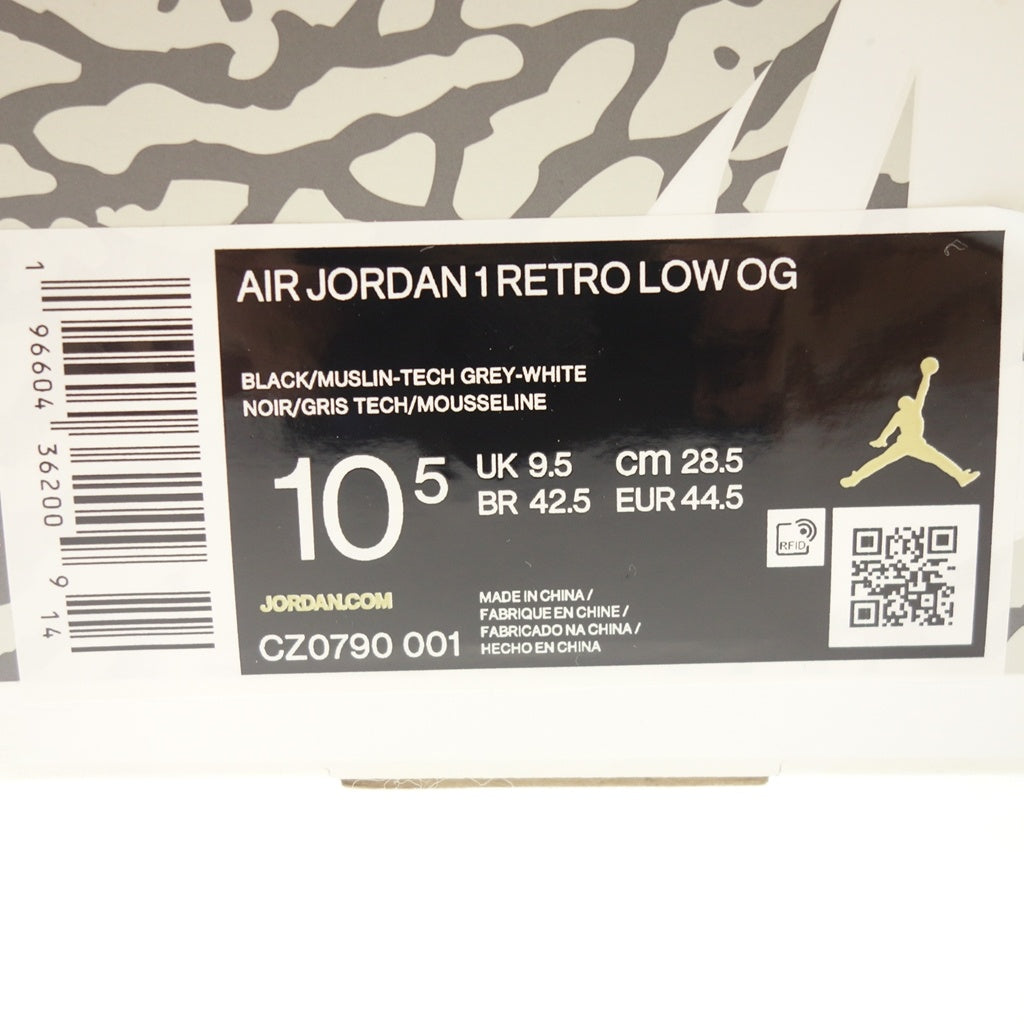 AIR JORDAN 1 RETRO LOW OG
BLACK/MUSLIN-TECH GREY-WHITE
NOIR/GRIS TECH/MOUSSELINE
10 5
UK 9.5 cm 28.5
BR 42.5 EUR 44.5
RFID
JORDAN.COM
CZ0790 001
MADE IN CHINA /
FABRIQUE EN CHINE /
FABRICADO NA CHINA /
HECHO EN CHINA
1 96604 36200 9 14